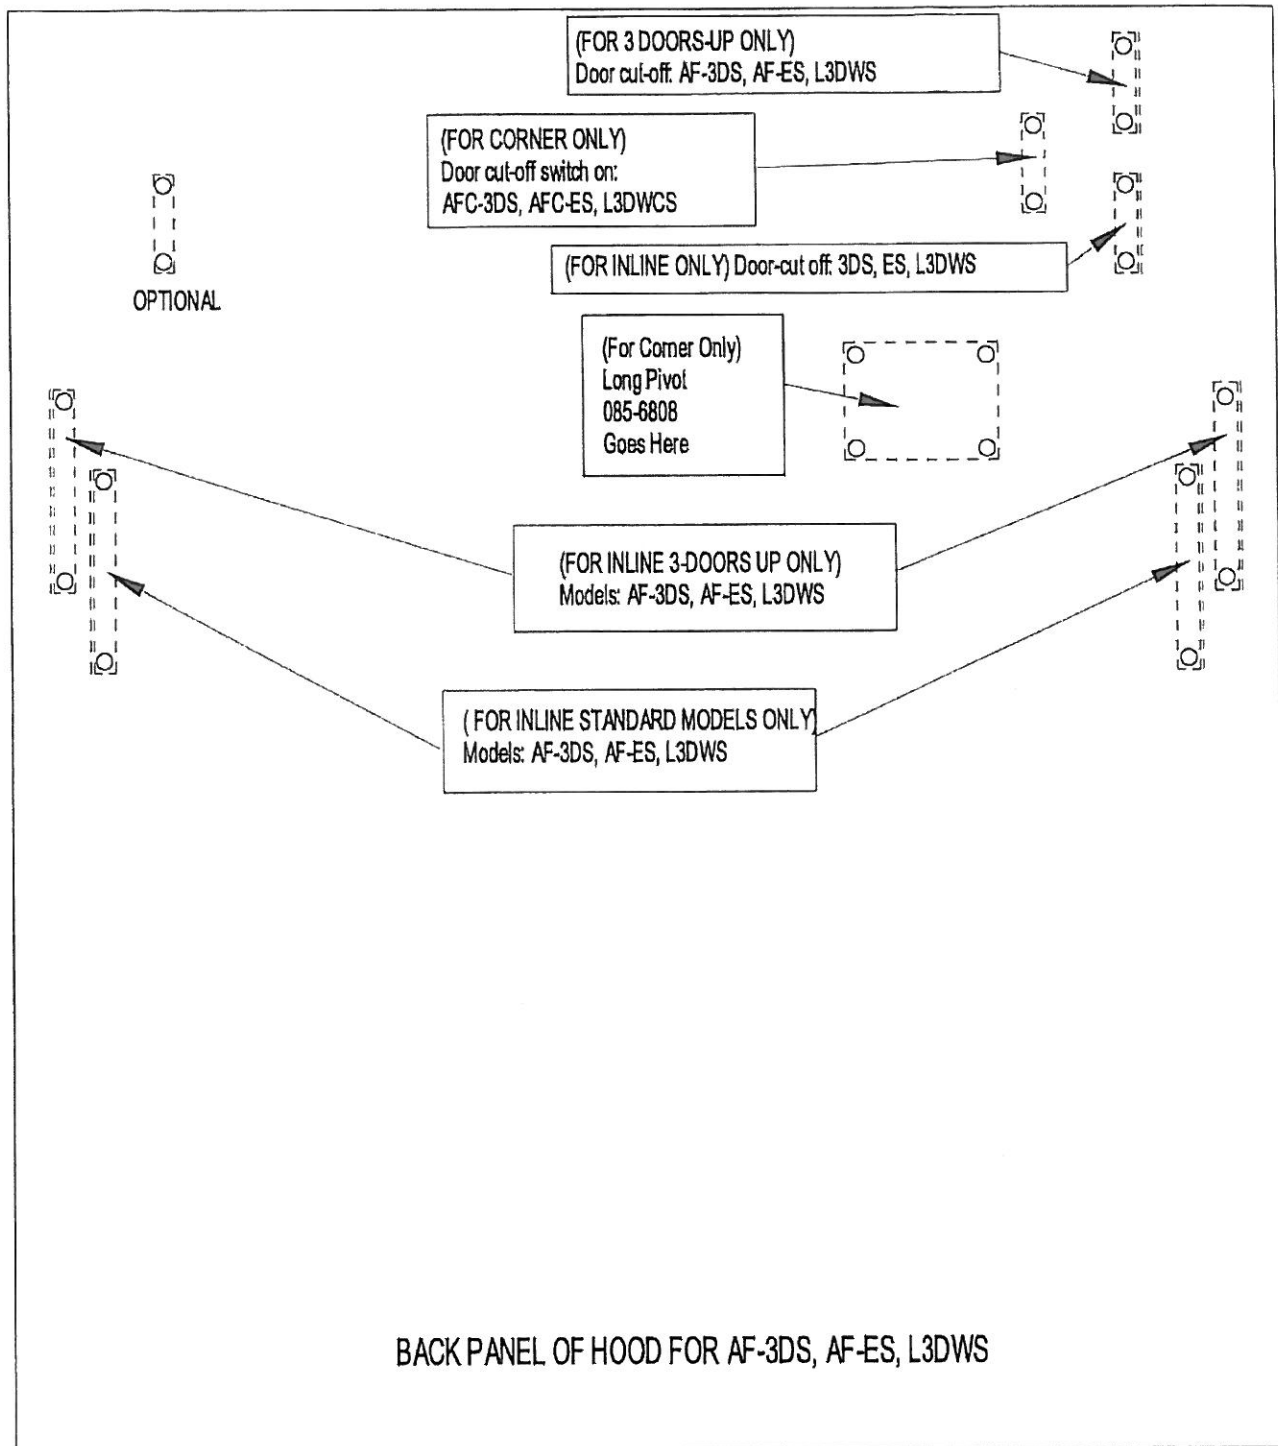 (FOR 3 DOORS-UP ONLY)
Door cut-off: AF-3DS, AF-ES, L3DWS
(FOR CORNER ONLY)
Door cut-off switch on:
AFC-3DS, AFC-ES, L3DWCS
OPTIONAL
(FOR INLINE ONLY) Door-cut off: 3DS, ES, L3DWS
(For Corner Only)
Long Pivot
085-6808
Goes Here
(FOR INLINE 3-DOORS UP ONLY)
Models: AF-3DS, AF-ES, L3DWS
( FOR INLINE STANDARD MODELS ONLY)
Models: AF-3DS, AF-ES, L3DWS
BACK PANEL OF HOOD FOR AF-3DS, AF-ES, L3DWS